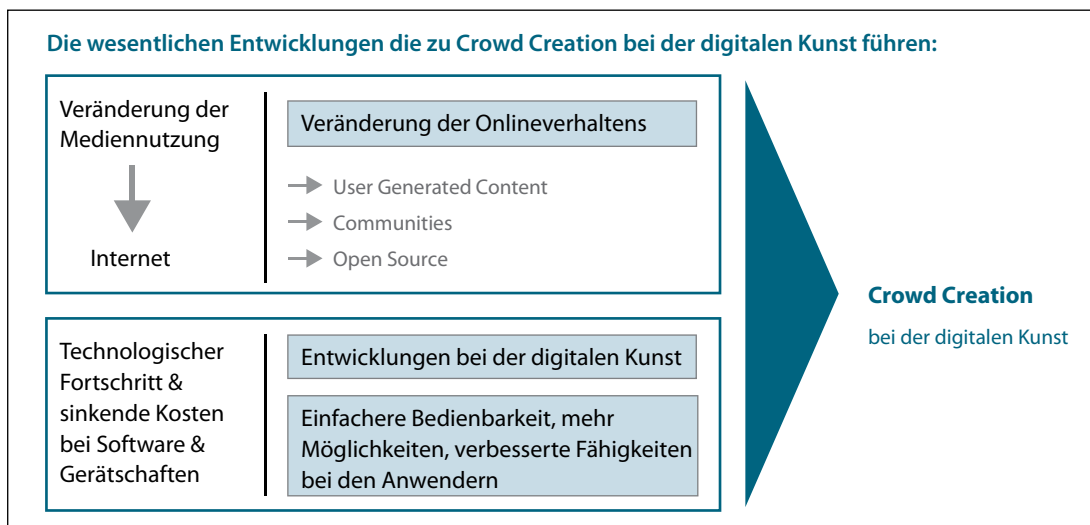 Die wesentlichen Entwicklungen die zu Crowd Creation bei der digitalen Kunst führen:
Veränderung der
Mediennutzung
Internet
Veränderung der Onlineverhaltens
User Generated Content
Communities
Open Source
Technologischer
Fortschritt &
sinkende Kosten
bei Software &
Gerätschaften
Entwicklungen bei der digitalen Kunst
Einfachere Bedienbarkeit, mehr
Möglichkeiten, verbesserte Fähigkeiten
bei den Anwendern
Crowd Creation
bei der digitalen Kunst